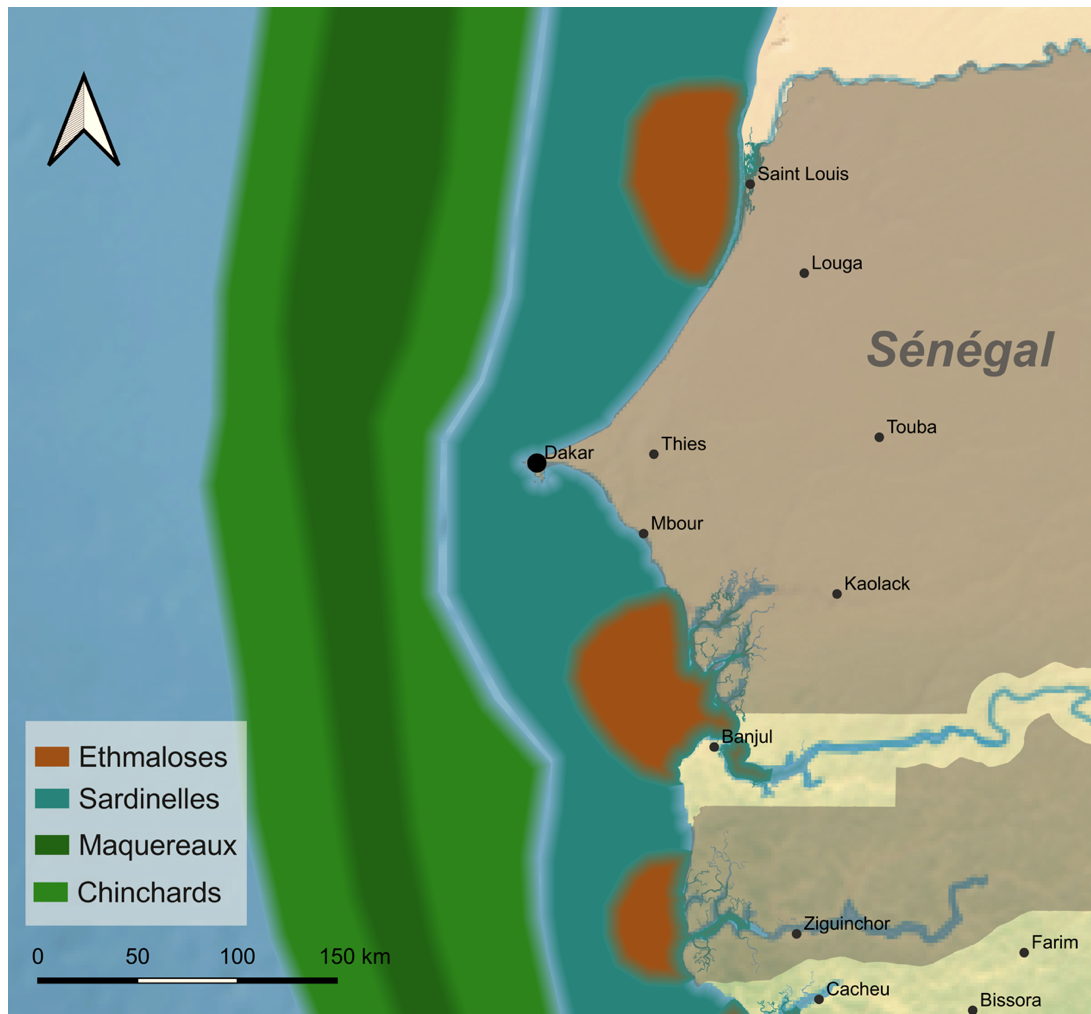 Saint Louis
Louga
Sénégal
Touba
Thies
Dakar
Mbour
Kaolack
Banjul
Ethmaloses
Sardinelles
Maquereaux
Chinchards
Ziguinchor
Farim
0 50 100 150 km
Cacheu
Bissora